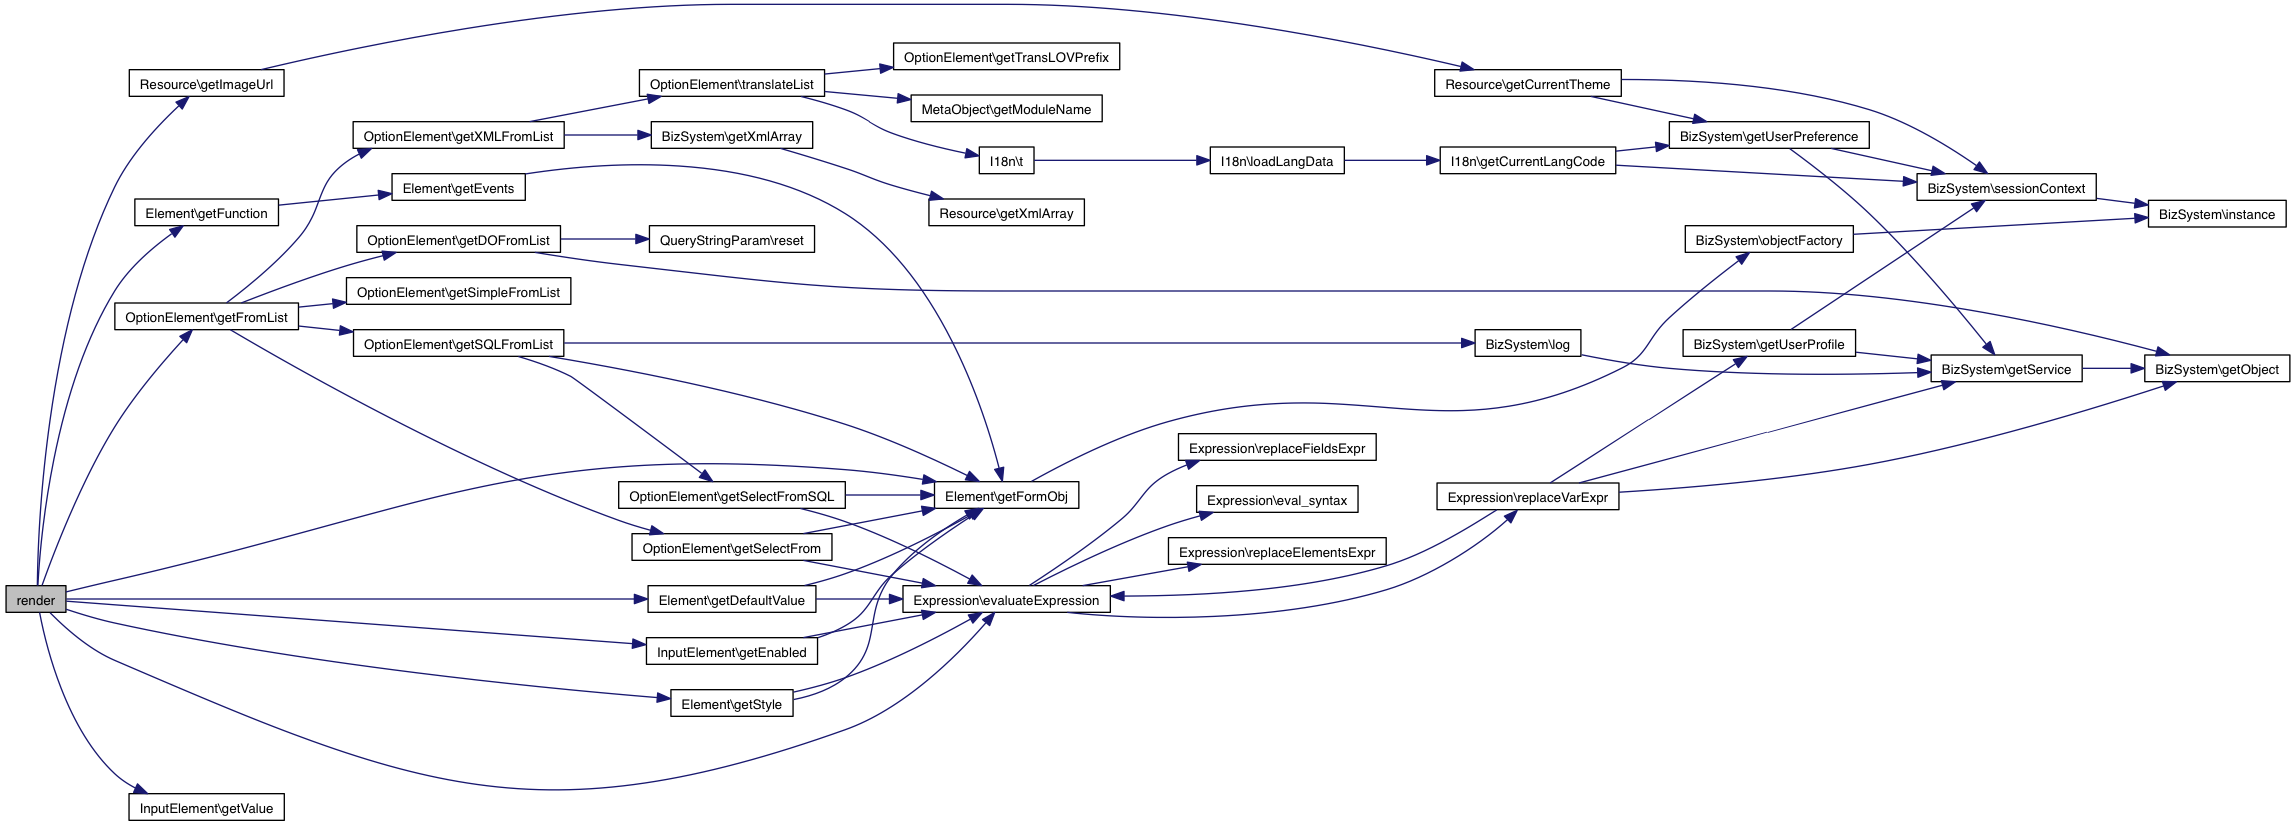 OptionElement\getTransLOVPrefix
Resource\getImageUrl
OptionElement\translateList
Resource\getCurrentTheme
MetaObject\getModuleName
OptionElement\getXMLFromList
BizSystem\getXmlArray
BizSystem\getUserPreference
I18n\t
I18n\loadLangData
I18n\getCurrentLangCode
Element\getEvents
BizSystem\sessionContext
Element\getFunction
Resource\getXmlArray
BizSystem\instance
OptionElement\getDOFromList
QueryStringParam\reset
BizSystem\objectFactory
OptionElement\getSimpleFromList
OptionElement\getFromList
OptionElement\getSQLFromList
BizSystem\log
BizSystem\getUserProfile
BizSystem\getService
BizSystem\getObject
Expression\replaceFieldsExpr
OptionElement\getSelectFromSQL
Element\getFormObj
Expression\eval_syntax
Expression\replaceVarExpr
OptionElement\getSelectFrom
Expression\replaceElementsExpr
render
Element\getDefaultValue
Expression\evaluateExpression
InputElement\getEnabled
Element\getStyle
InputElement\getValue